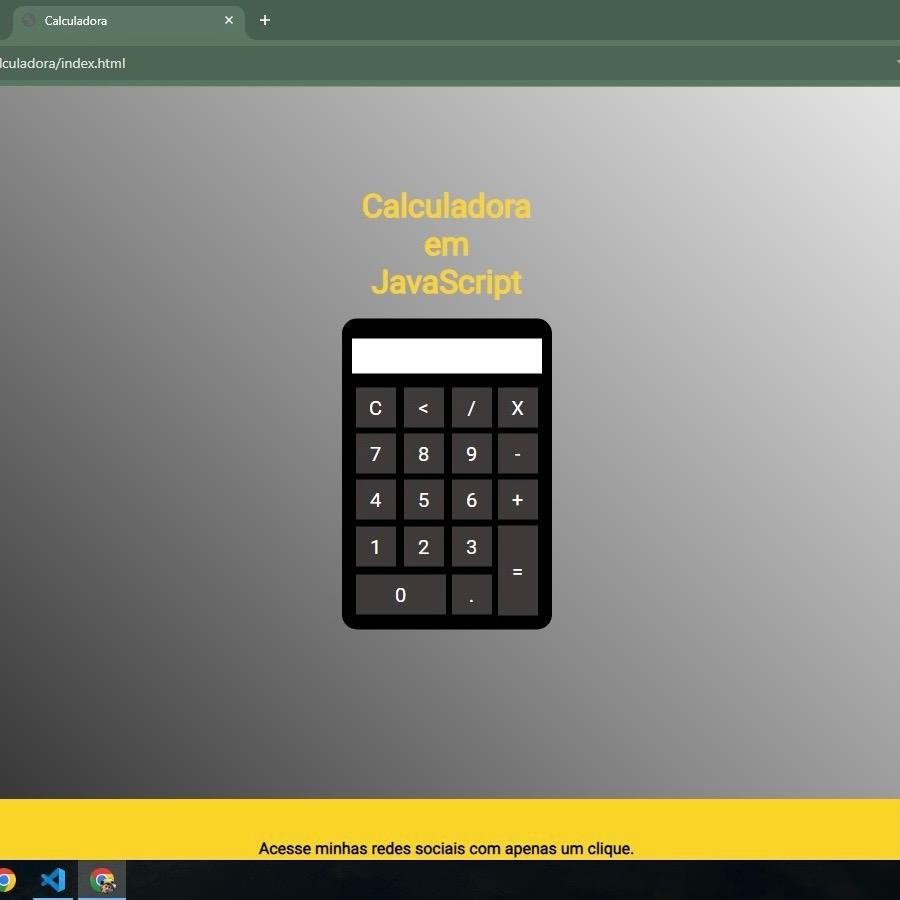 Calculadora
lculadora/index.html
Calculadora
em
JavaScript
C < / X
7 8 9 -
4 5 6 +
1 2 3
=
0 .
Acesse minhas redes sociais com apenas um clique.